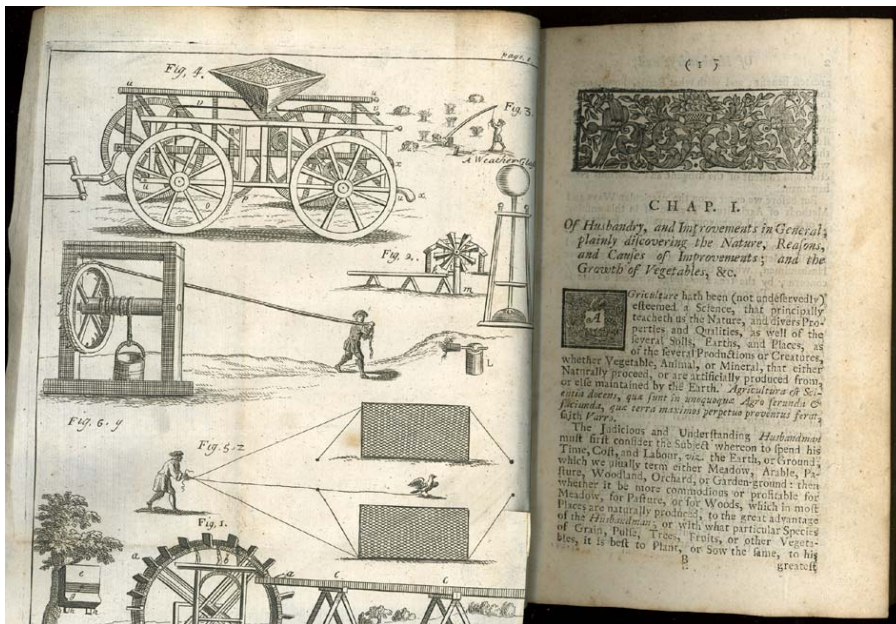 page. 1
Fig, 4.
Fig. 3.
A Weather Glas
Fig. 2.
m
L
Fig. 6. y
Fig. 5. z
Fig. 1.
(1)
CHAP. I.
Of Husbandry, and Improvements in General;
plainly discovering the Nature, Reasons,
and Causes of Improvements; and the
Growth of Vegetables, &c.
AGriculture hath been (not undeservedly)
esteemed a Science, that principally
teacheth us the Nature, and divers Pro-
perties and Qualities, as well of the
several Soils, Earths, and Places, as
of the several Productions or Creatures,
whether Vegetable, Animal, or Mineral, that either
Naturally proceed, or are artificially produced from,
or else maintained by the Earth. Agricultura est Sci-
entia docens, quæ sunt in unoquoque Agro serunda &
faciunda, quæ terra maximos perpetuo proventus ferat,
saith Varro.
The Judicious and Understanding Husbandman
must first consider the Subject whereon to spend his
Time, Cost, and Labour, viz. the Earth, or Ground,
which we usually term either Meadow, Arable, Pa-
sture, Woodland, Orchard, or Garden-ground: then
whether it be more commodious or profitable for
Meadow, for Pasture, or for Woods, which in most
Places are naturally produced, to the great advantage
of the Husbandman; or with what particular Species
of Grain, Pulse, Trees, Fruits, or other Vegeta-
bles, it is best to Plant, or Sow the same, to his
B
greatest